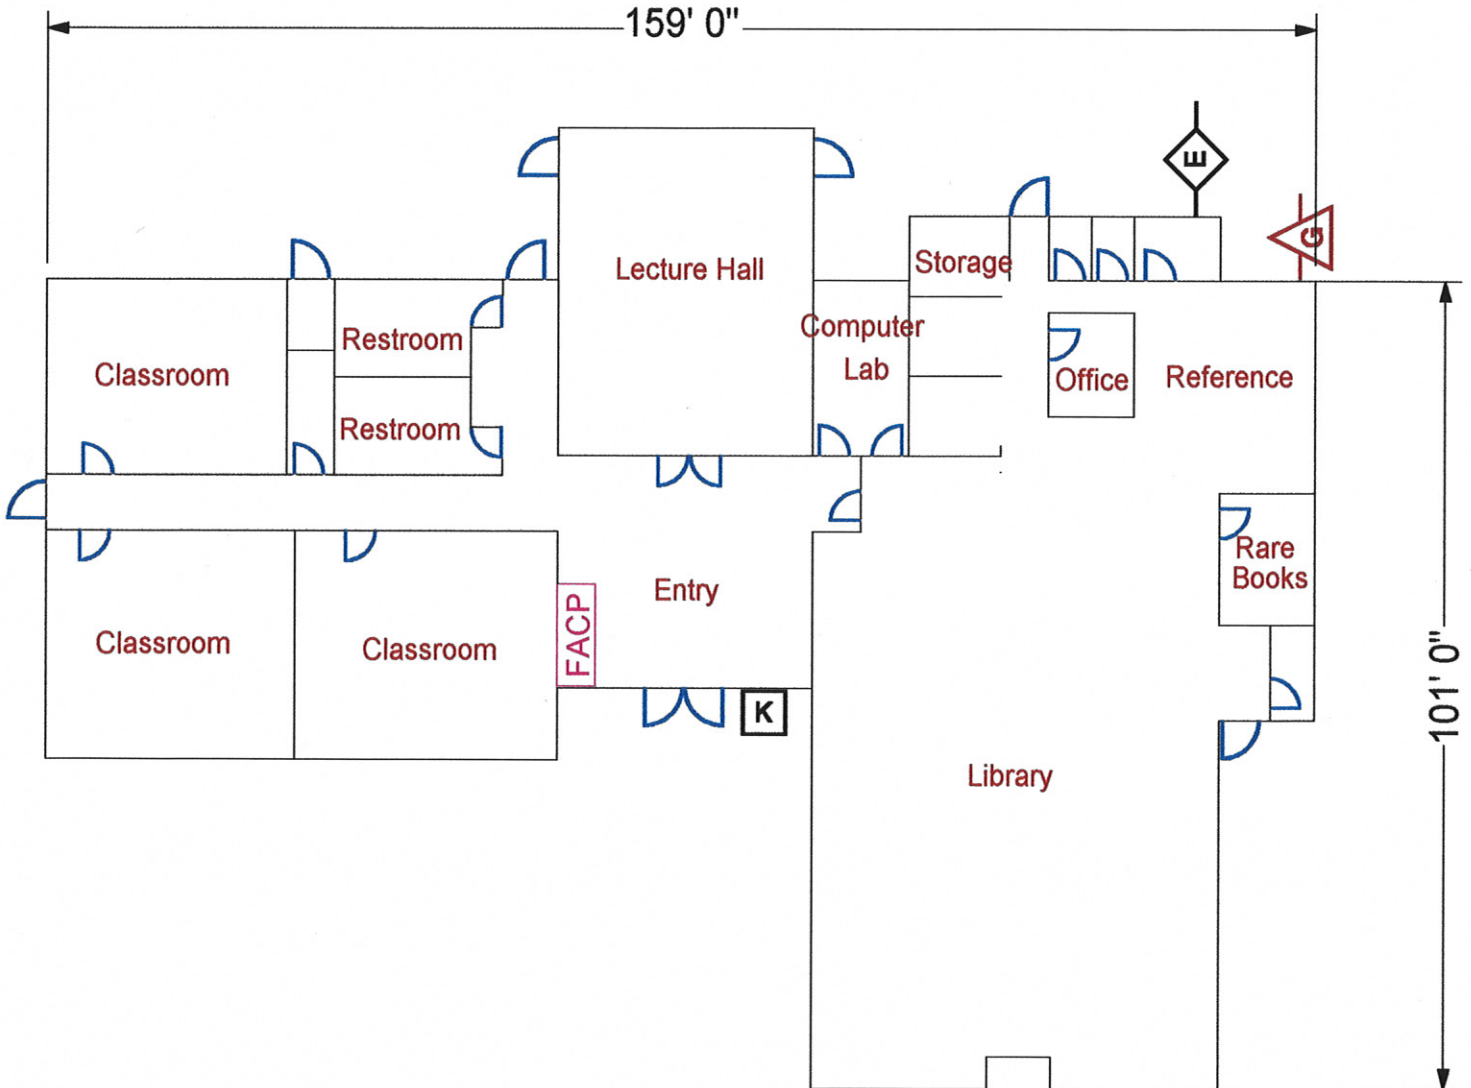 159' 0"
E
G
Lecture Hall
Storage
Computer
Lab
Restroom
Classroom
Office
Reference
Restroom
Rare
Books
Entry
FACP
Classroom
Classroom
K
101' 0"
Library